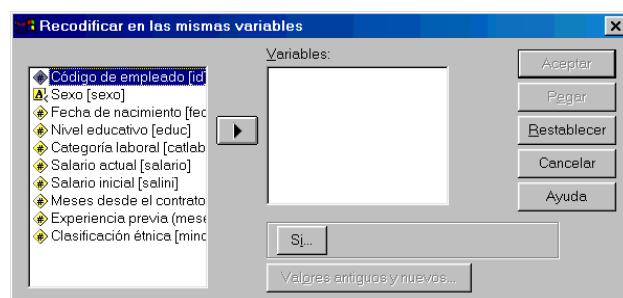 Recodificar en las mismas variables
Variables:
Código de empleado [id
Sexo [sexo]
Fecha de nacimiento [fec
Nivel educativo [educ]
Categoría laboral [catlab
Salario actual [salario]
Salario inicial [salini]
Meses desde el contrato
Experiencia previa (mese
Clasificación étnica [mino
Aceptar
Pegar
Restablecer
Cancelar
Ayuda
Si...
Valores antiguos y nuevos...